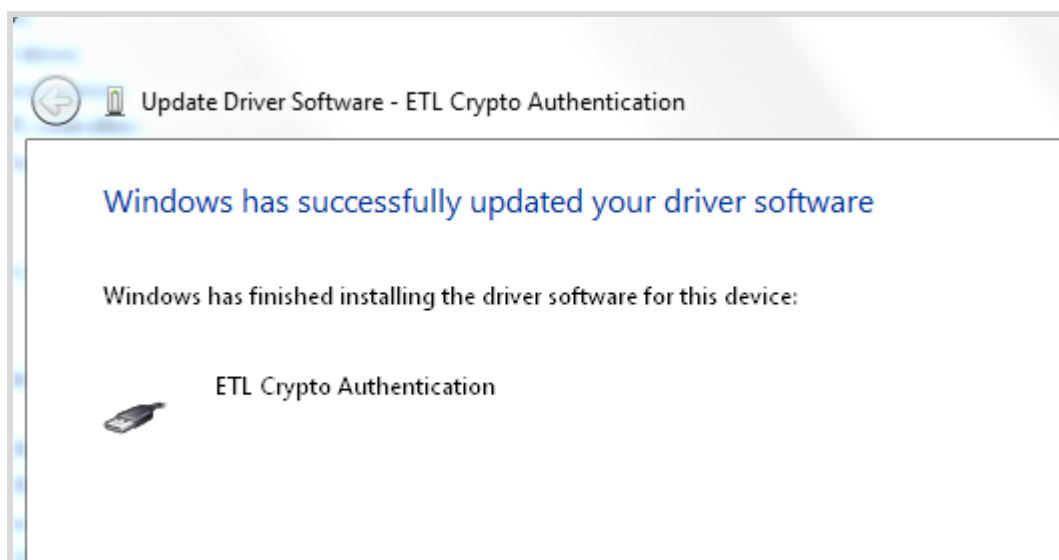 Update Driver Software - ETL Crypto Authentication
Windows has successfully updated your driver software
Windows has finished installing the driver software for this device:
ETL Crypto Authentication